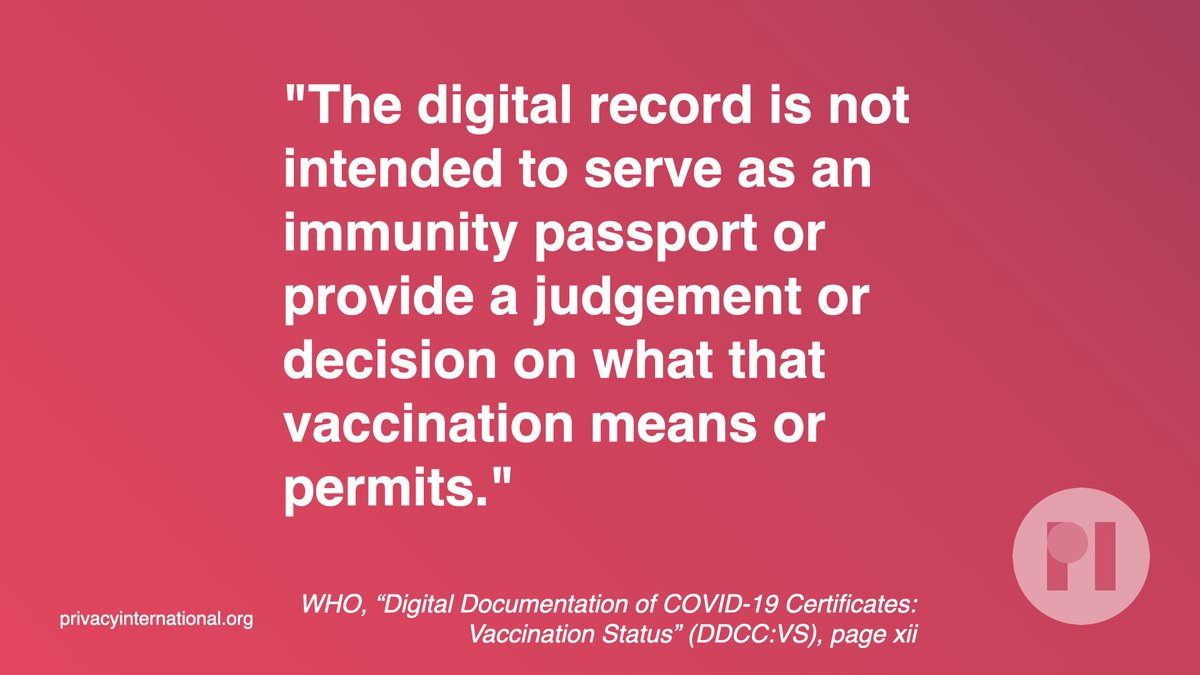 "The digital record is not
intended to serve as an
immunity passport or
provide a judgement or
decision on what that
vaccination means or
permits."
WHO, “Digital Documentation of COVID-19 Certificates:
Vaccination Status” (DDCC:VS), page xii
privacyinternational.org
PI